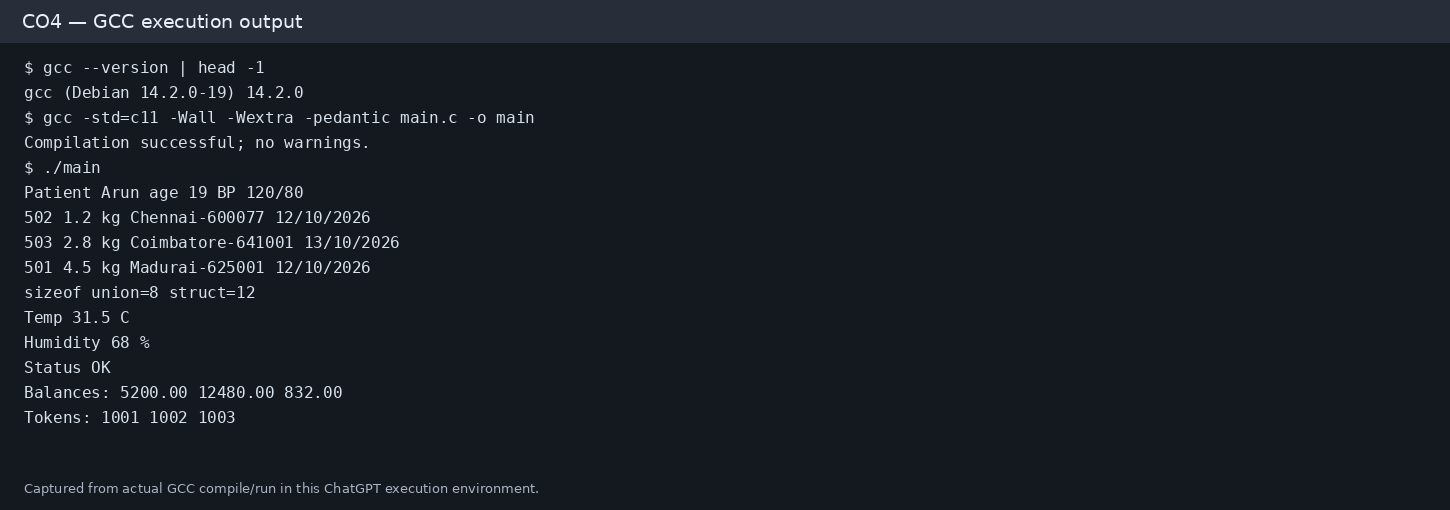 CO4 — GCC execution output
$ gcc --version | head -1
gcc (Debian 14.2.0-19) 14.2.0
$ gcc -std=c11 -Wall -Wextra -pedantic main.c -o main
Compilation successful; no warnings.
$ ./main
Patient Arun age 19 BP 120/80
502 1.2 kg Chennai-600077 12/10/2026
503 2.8 kg Coimbatore-641001 13/10/2026
501 4.5 kg Madurai-625001 12/10/2026
sizeof union=8 struct=12
Temp 31.5 C
Humidity 68 %
Status OK
Balances: 5200.00 12480.00 832.00
Tokens: 1001 1002 1003
Captured from actual GCC compile/run in this ChatGPT execution environment.